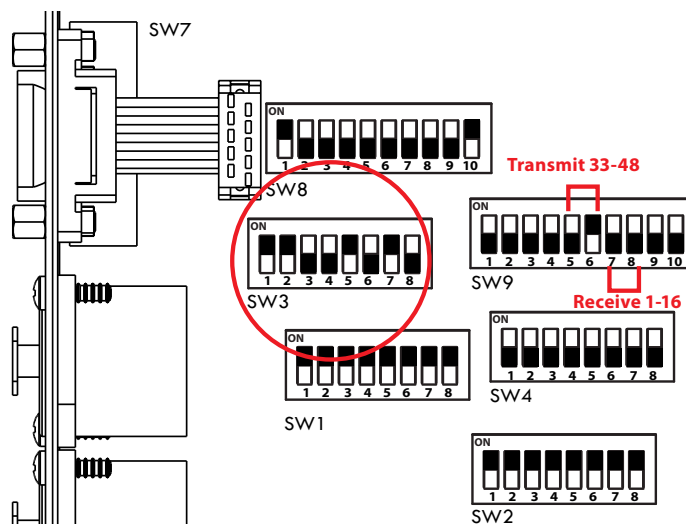 SW7
ON
1 2 3 4 5 6 7 8 9 10
SW8
Transmit 33-48
ON
1 2 3 4 5 6 7 8
SW3
ON
1 2 3 4 5 6 7 8 9 10
SW9
Receive 1-16
ON
1 2 3 4 5 6 7 8
SW1
ON
1 2 3 4 5 6 7 8
SW4
ON
1 2 3 4 5 6 7 8
SW2